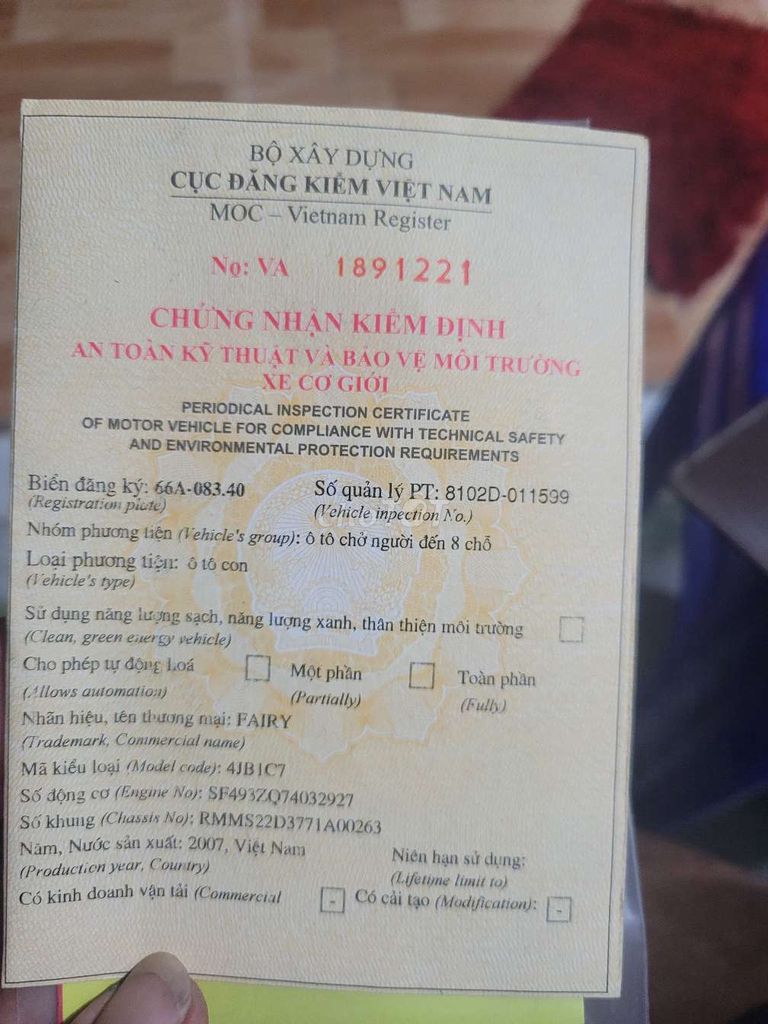 BỘ XÂY DỰNG
CỤC ĐĂNG KIỂM VIỆT NAM
MOC – Vietnam Register
No: VA 1891221
CHỨNG NHẬN KIỂM ĐỊNH
AN TOÀN KỸ THUẬT VÀ BẢO VỆ MÔI TRƯỜNG
XE CƠ GIỚI
PERIODICAL INSPECTION CERTIFICATE
OF MOTOR VEHICLE FOR COMPLIANCE WITH TECHNICAL SAFETY
AND ENVIRONMENTAL PROTECTION REQUIREMENTS
Biển đăng ký: 66A-083.40 Số quản lý PT: 8102D-011599
(Registration plate) (Vehicle inpection No.)
Nhóm phương tiện (Vehicle's group): ô tô chở người đến 8 chỗ
Loại phương tiện: ô tô con
(Vehicle's type)
Sử dụng năng lượng sạch, năng lượng xanh, thân thiện môi trường
(Clean, green energy vehicle)
Cho phép tự động Loá Một phần Toàn phần
(Allows automation) (Partially) (Fully)
Nhãn hiệu, tên thương mại: FAIRY
(Trademark, Commercial name)
Mã kiểu loại (Model code): 4JB1C7
Số động cơ (Engine No): SF493ZQ74032927
Số khung (Chassis No): RMMS22D3771A00263
Năm, Nước sản xuất: 2007, Việt Nam Niên hạn sử dụng:
(Production year, Country) (Lifetime limit to)
Có kinh doanh vận tải (Commercial - Có cải tạo (Modification): -